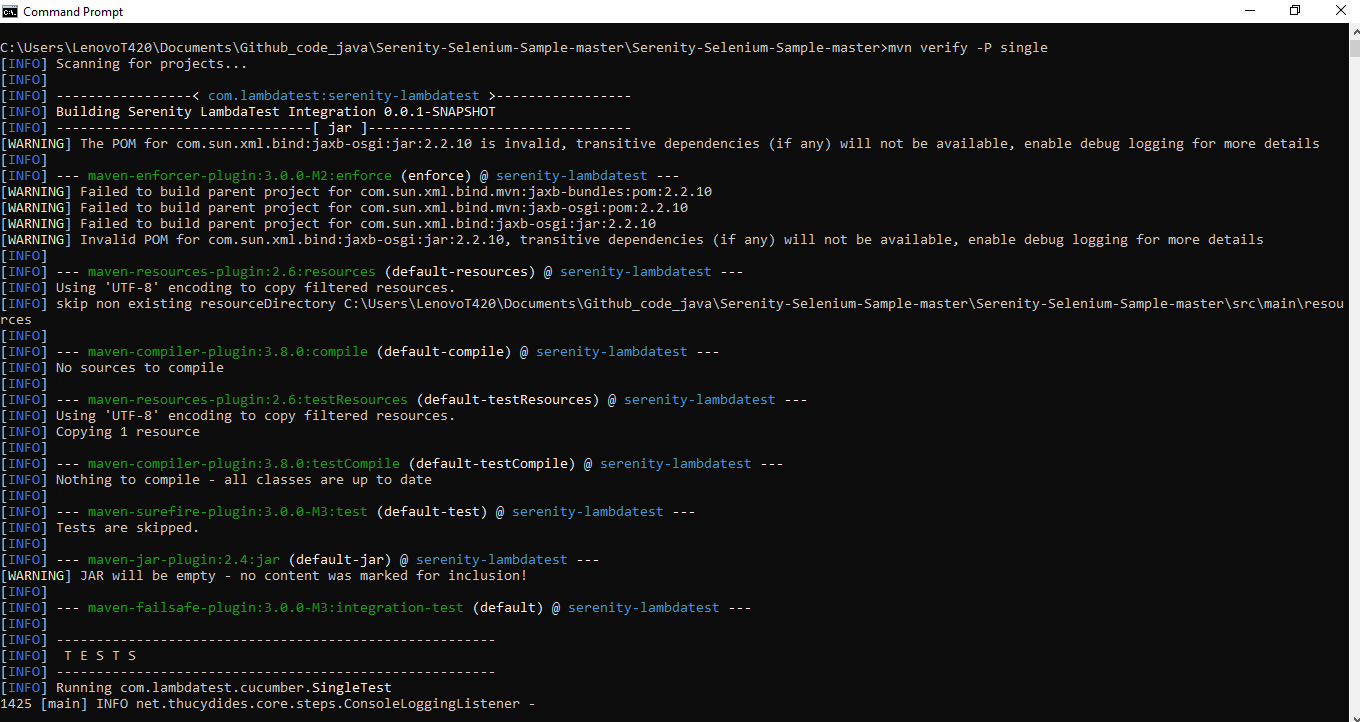 Command Prompt
C:\Users\LenovoT420\Documents\Github_code_java\Serenity-Selenium-Sample-master\Serenity-Selenium-Sample-master>mvn verify -P single
[INFO] Scanning for projects...
[INFO]
[INFO] -----------------< com.lambdatest:serenity-lambdatest >-----------------
[INFO] Building Serenity LambdaTest Integration 0.0.1-SNAPSHOT
[INFO] --------------------------------[ jar ]---------------------------------
[WARNING] The POM for com.sun.xml.bind:jaxb-osgi:jar:2.2.10 is invalid, transitive dependencies (if any) will not be available, enable debug logging for more details
[INFO]
[INFO] --- maven-enforcer-plugin:3.0.0-M2:enforce (enforce) @ serenity-lambdatest ---
[WARNING] Failed to build parent project for com.sun.xml.bind.mvn:jaxb-bundles:pom:2.2.10
[WARNING] Failed to build parent project for com.sun.xml.bind.mvn:jaxb-osgi:pom:2.2.10
[WARNING] Failed to build parent project for com.sun.xml.bind:jaxb-osgi:jar:2.2.10
[WARNING] Invalid POM for com.sun.xml.bind:jaxb-osgi:jar:2.2.10, transitive dependencies (if any) will not be available, enable debug logging for more details
[INFO]
[INFO] --- maven-resources-plugin:2.6:resources (default-resources) @ serenity-lambdatest ---
[INFO] Using 'UTF-8' encoding to copy filtered resources.
[INFO] skip non existing resourceDirectory C:\Users\LenovoT420\Documents\Github_code_java\Serenity-Selenium-Sample-master\Serenity-Selenium-Sample-master\src\main\resou
rces
[INFO]
[INFO] --- maven-compiler-plugin:3.8.0:compile (default-compile) @ serenity-lambdatest ---
[INFO] No sources to compile
[INFO]
[INFO] --- maven-resources-plugin:2.6:testResources (default-testResources) @ serenity-lambdatest ---
[INFO] Using 'UTF-8' encoding to copy filtered resources.
[INFO] Copying 1 resource
[INFO]
[INFO] --- maven-compiler-plugin:3.8.0:testCompile (default-testCompile) @ serenity-lambdatest ---
[INFO] Nothing to compile - all classes are up to date
[INFO]
[INFO] --- maven-surefire-plugin:3.0.0-M3:test (default-test) @ serenity-lambdatest ---
[INFO] Tests are skipped.
[INFO]
[INFO] --- maven-jar-plugin:2.4:jar (default-jar) @ serenity-lambdatest ---
[WARNING] JAR will be empty - no content was marked for inclusion!
[INFO]
[INFO] --- maven-failsafe-plugin:3.0.0-M3:integration-test (default) @ serenity-lambdatest ---
[INFO]
[INFO] -------------------------------------------------------
[INFO]  T E S T S
[INFO] -------------------------------------------------------
[INFO] Running com.lambdatest.cucumber.SingleTest
1425 [main] INFO net.thucydides.core.steps.ConsoleLoggingListener -